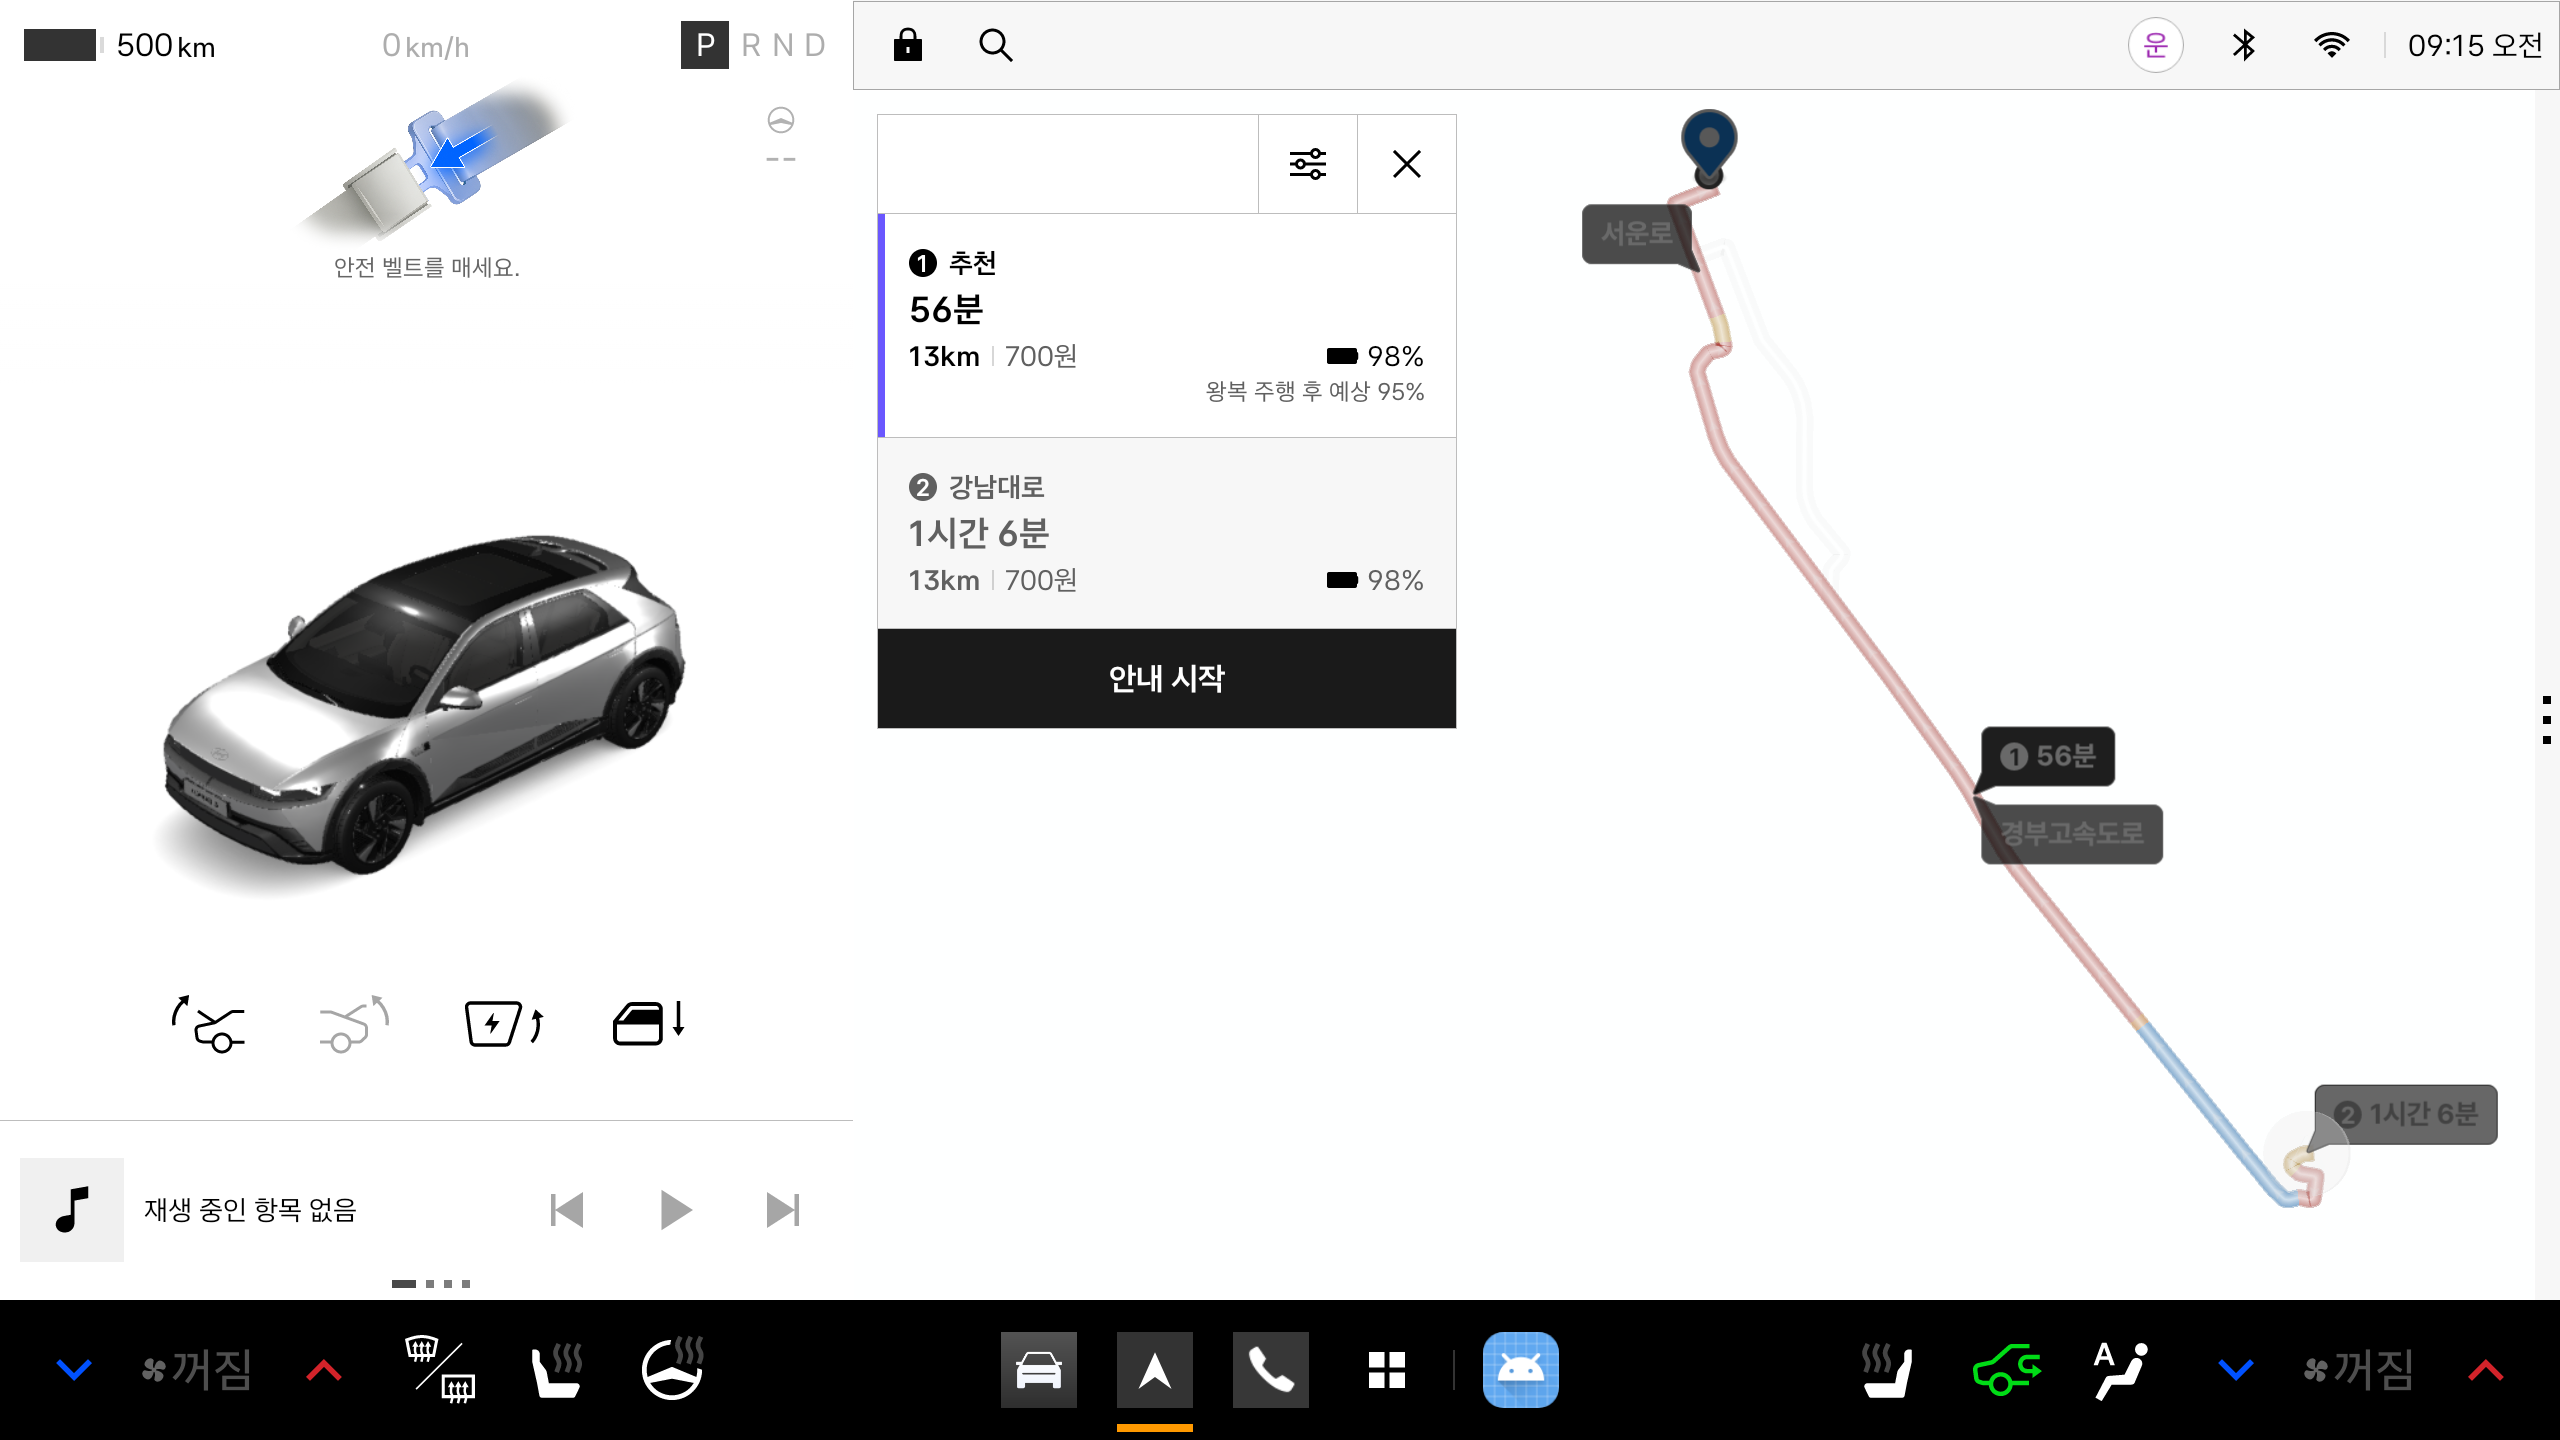 500 km
0 km/h
P R N D
운
09:15 오전
안전 벨트를 매세요.
1 추천
56분
13km 700원
98%
왕복 주행 후 예상 95%
2 강남대로
1시간 6분
13km 700원
98%
안내 시작
서운로
1 56분
경부고속도로
2 1시간 6분
재생 중인 항목 없음
꺼짐
A
꺼짐